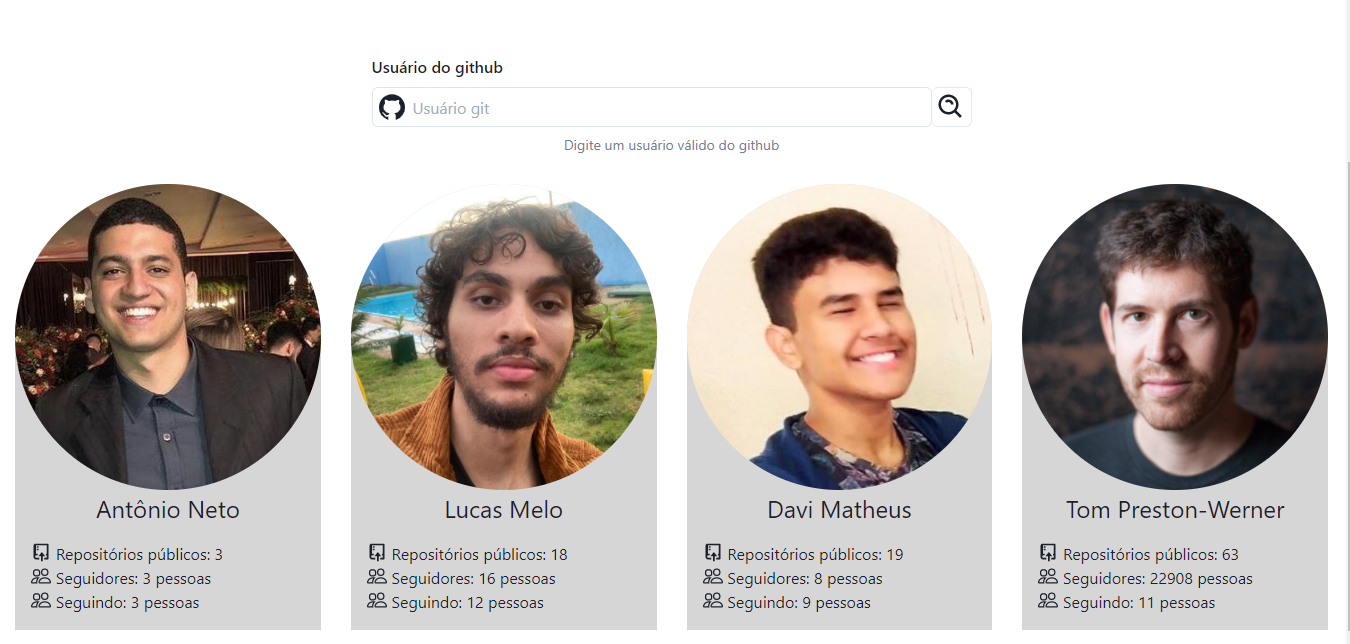 Usuário do github
Usuário git
Digite um usuário válido do github
Antônio Neto
Repositórios públicos: 3
Seguidores: 3 pessoas
Seguindo: 3 pessoas
Lucas Melo
Repositórios públicos: 18
Seguidores: 16 pessoas
Seguindo: 12 pessoas
Davi Matheus
Repositórios públicos: 19
Seguidores: 8 pessoas
Seguindo: 9 pessoas
Tom Preston-Werner
Repositórios públicos: 63
Seguidores: 22908 pessoas
Seguindo: 11 pessoas